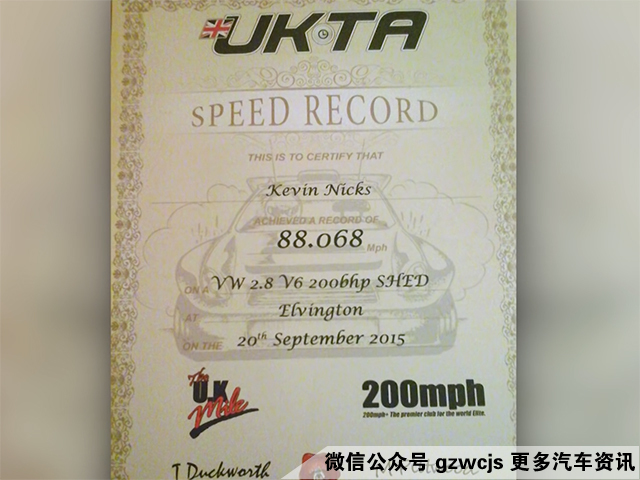 UKTA
SPEED RECORD
THIS IS TO CERTIFY THAT
Kevin Nicks
ACHIEVED A RECORD OF
88.068 Mph
ON A VW 2.8 V6 200bhp SHED
AT Elvington
ON THE 20th September 2015
The U.K Mile
200mph
200mph+ The premier club for the world Elite.
T Duckworth
微信公众号 gzwcjs 更多汽车资讯